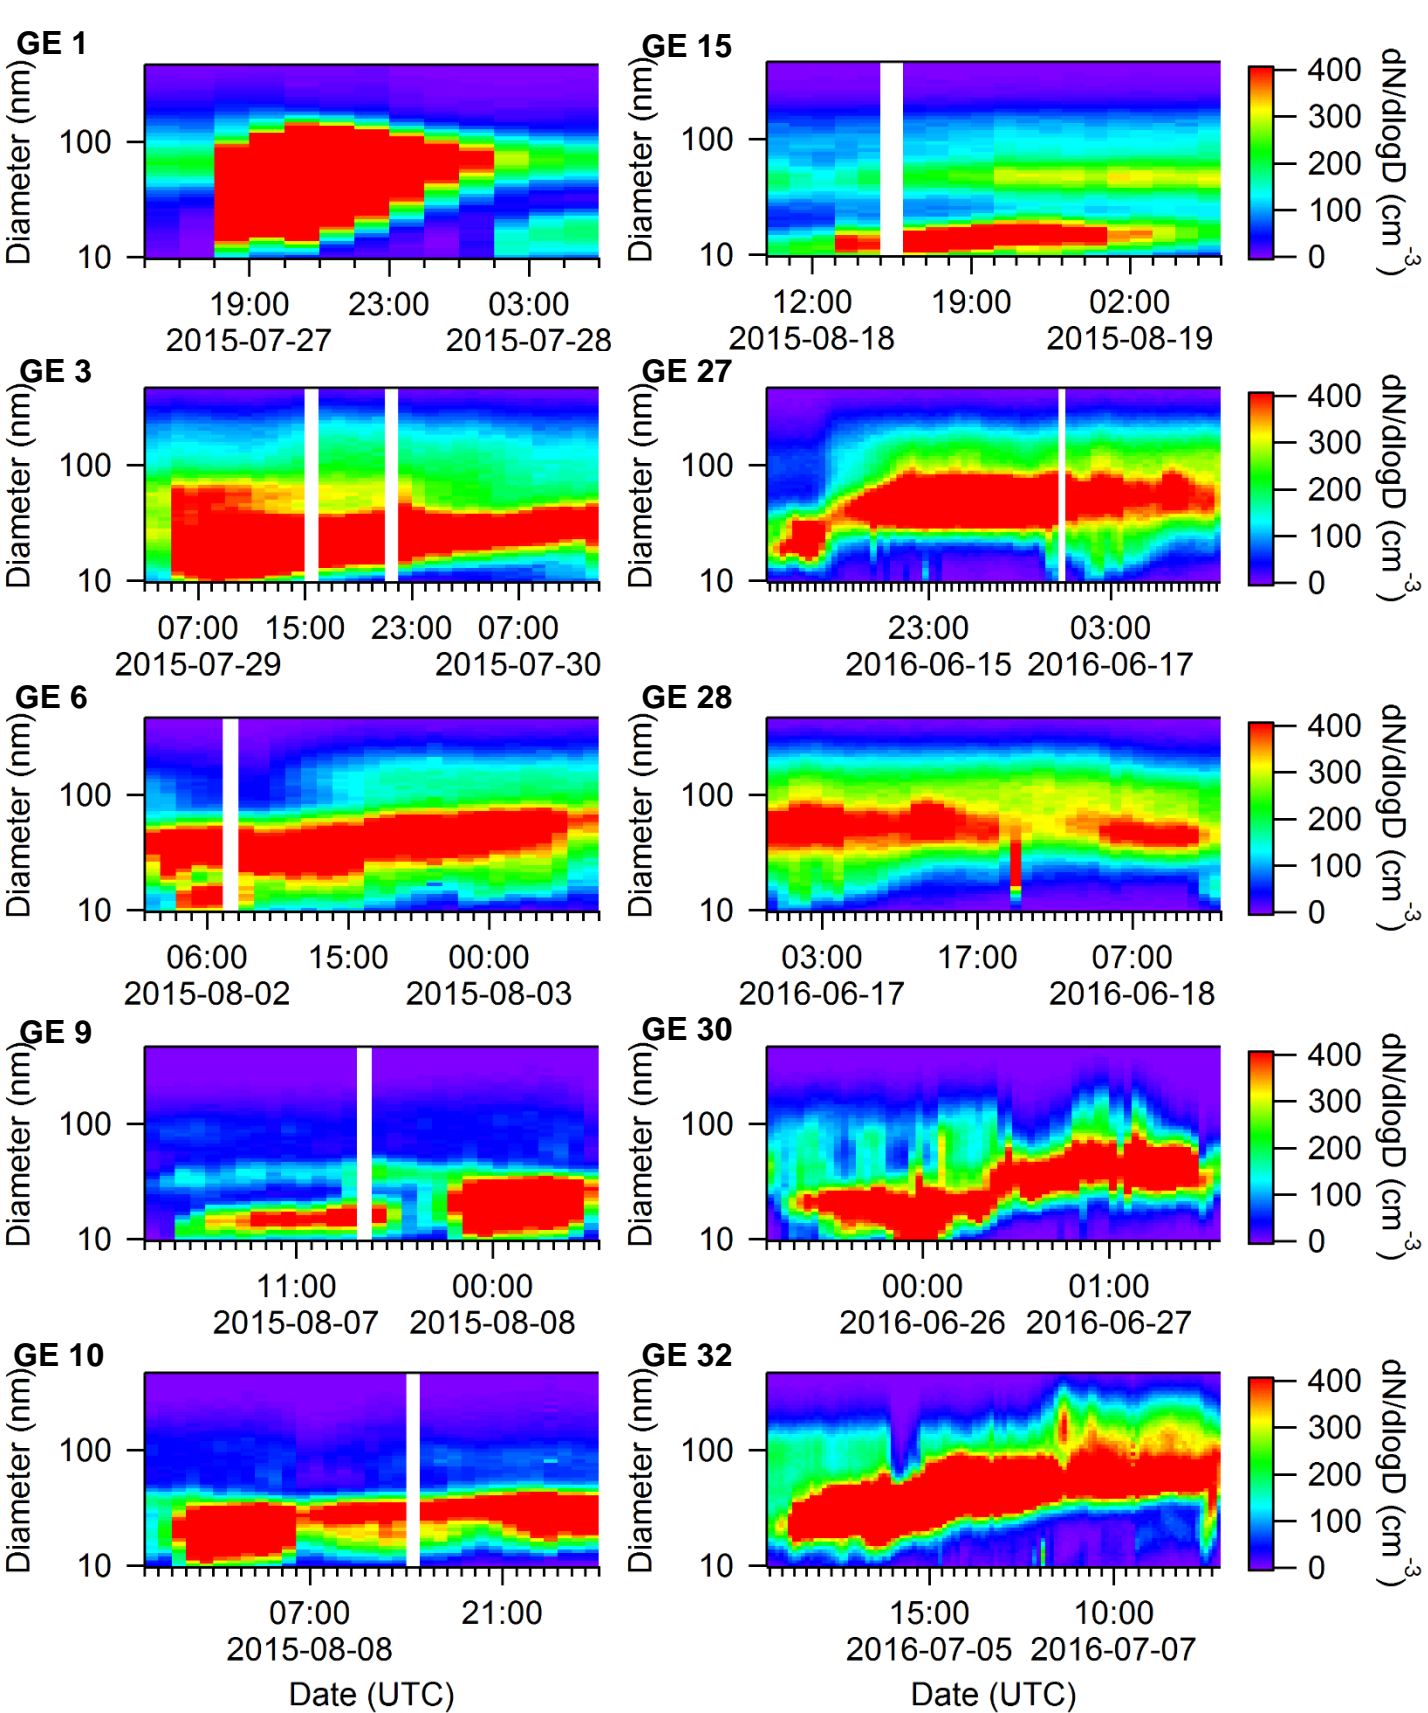 GE 1
Diameter (nm)
100
10
19:00 23:00 03:00
2015-07-27 2015-07-28
GE 15
Diameter (nm)
100
10
12:00 19:00 02:00
2015-08-18 2015-08-19
400
300
200
100
0
dN/dlogD (cm-3)
GE 3
Diameter (nm)
100
10
07:00 15:00 23:00 07:00
2015-07-29 2015-07-30
GE 27
Diameter (nm)
100
10
23:00 03:00
2016-06-15 2016-06-17
400
300
200
100
0
dN/dlogD (cm-3)
GE 6
Diameter (nm)
100
10
06:00 15:00 00:00
2015-08-02 2015-08-03
GE 28
Diameter (nm)
100
10
03:00 17:00 07:00
2016-06-17 2016-06-18
400
300
200
100
0
dN/dlogD (cm-3)
GE 9
Diameter (nm)
100
10
11:00 00:00
2015-08-07 2015-08-08
GE 30
Diameter (nm)
100
10
00:00 01:00
2016-06-26 2016-06-27
400
300
200
100
0
dN/dlogD (cm-3)
GE 10
Diameter (nm)
100
10
07:00 21:00
2015-08-08
Date (UTC)
GE 32
Diameter (nm)
100
10
15:00 10:00
2016-07-05 2016-07-07
Date (UTC)
400
300
200
100
0
dN/dlogD (cm-3)